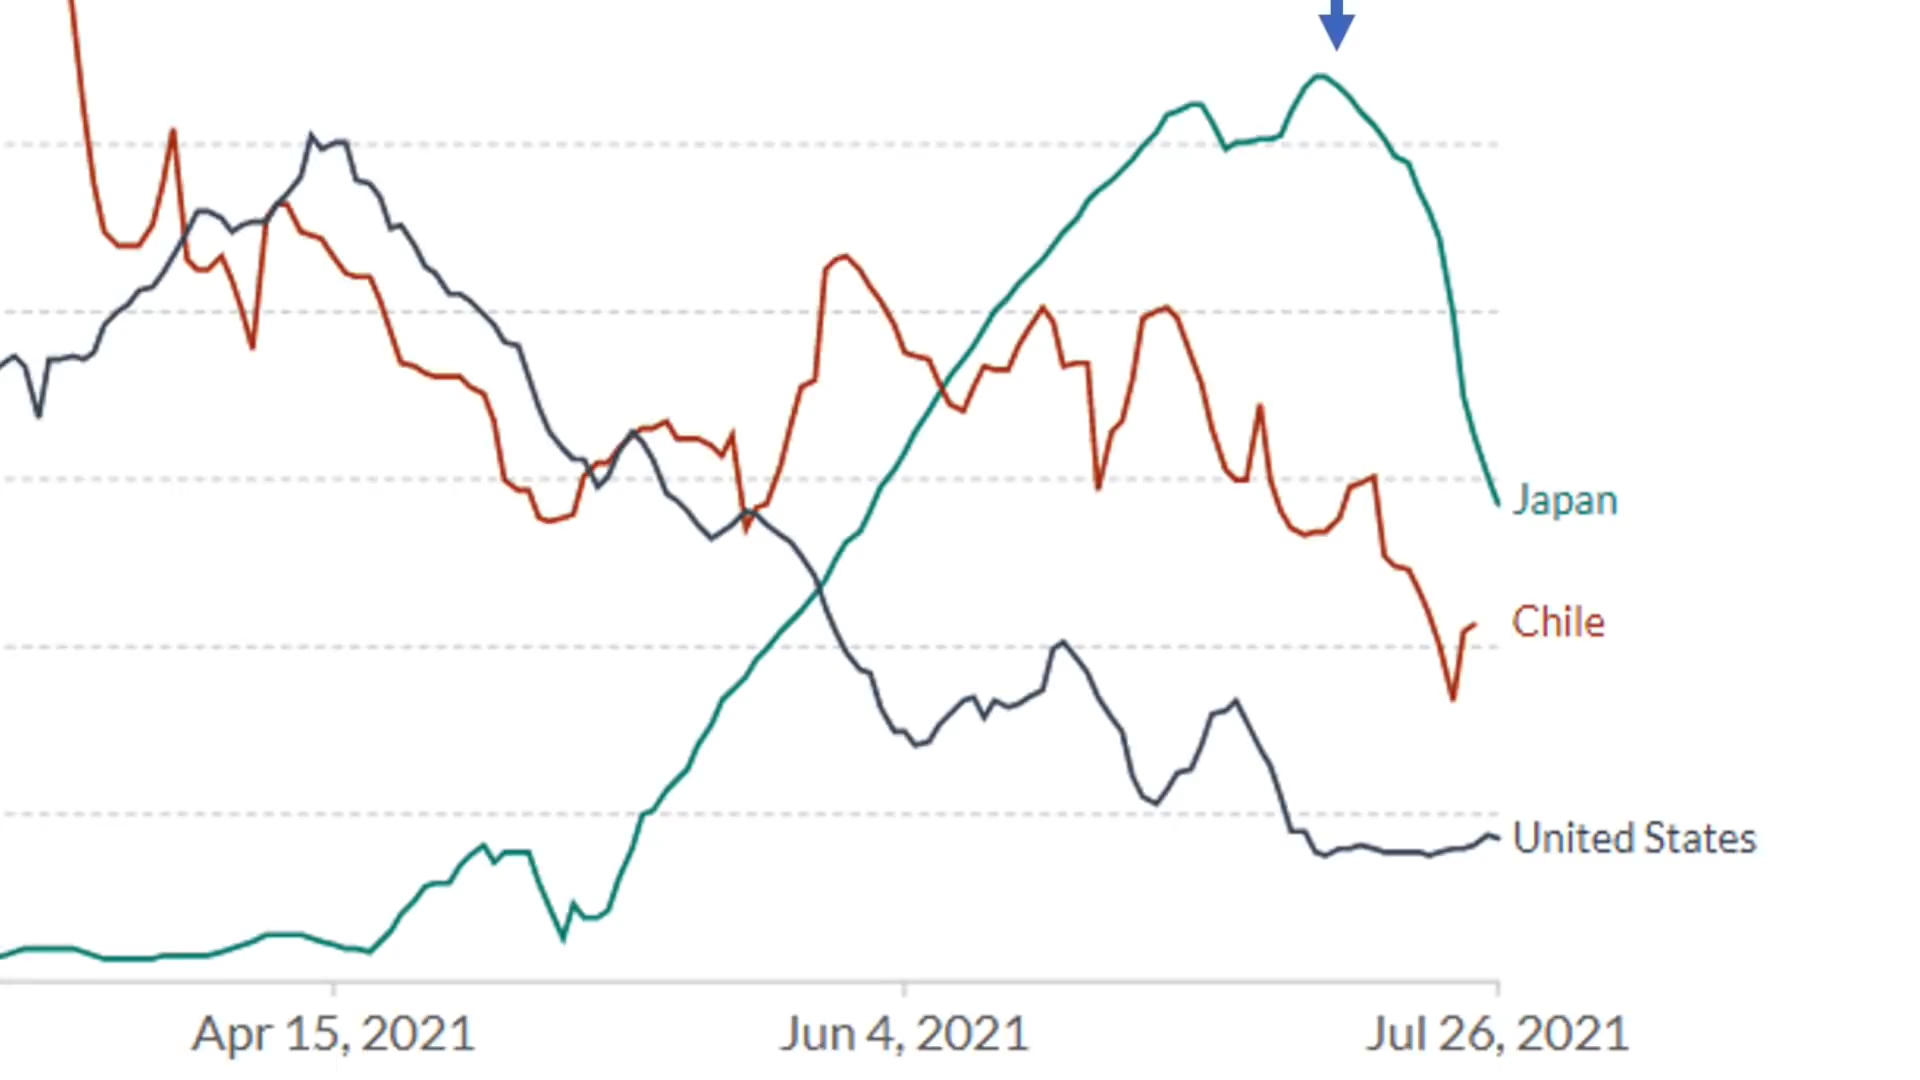 Japan
Chile
United States
Apr 15, 2021
Jun 4, 2021
Jul 26, 2021